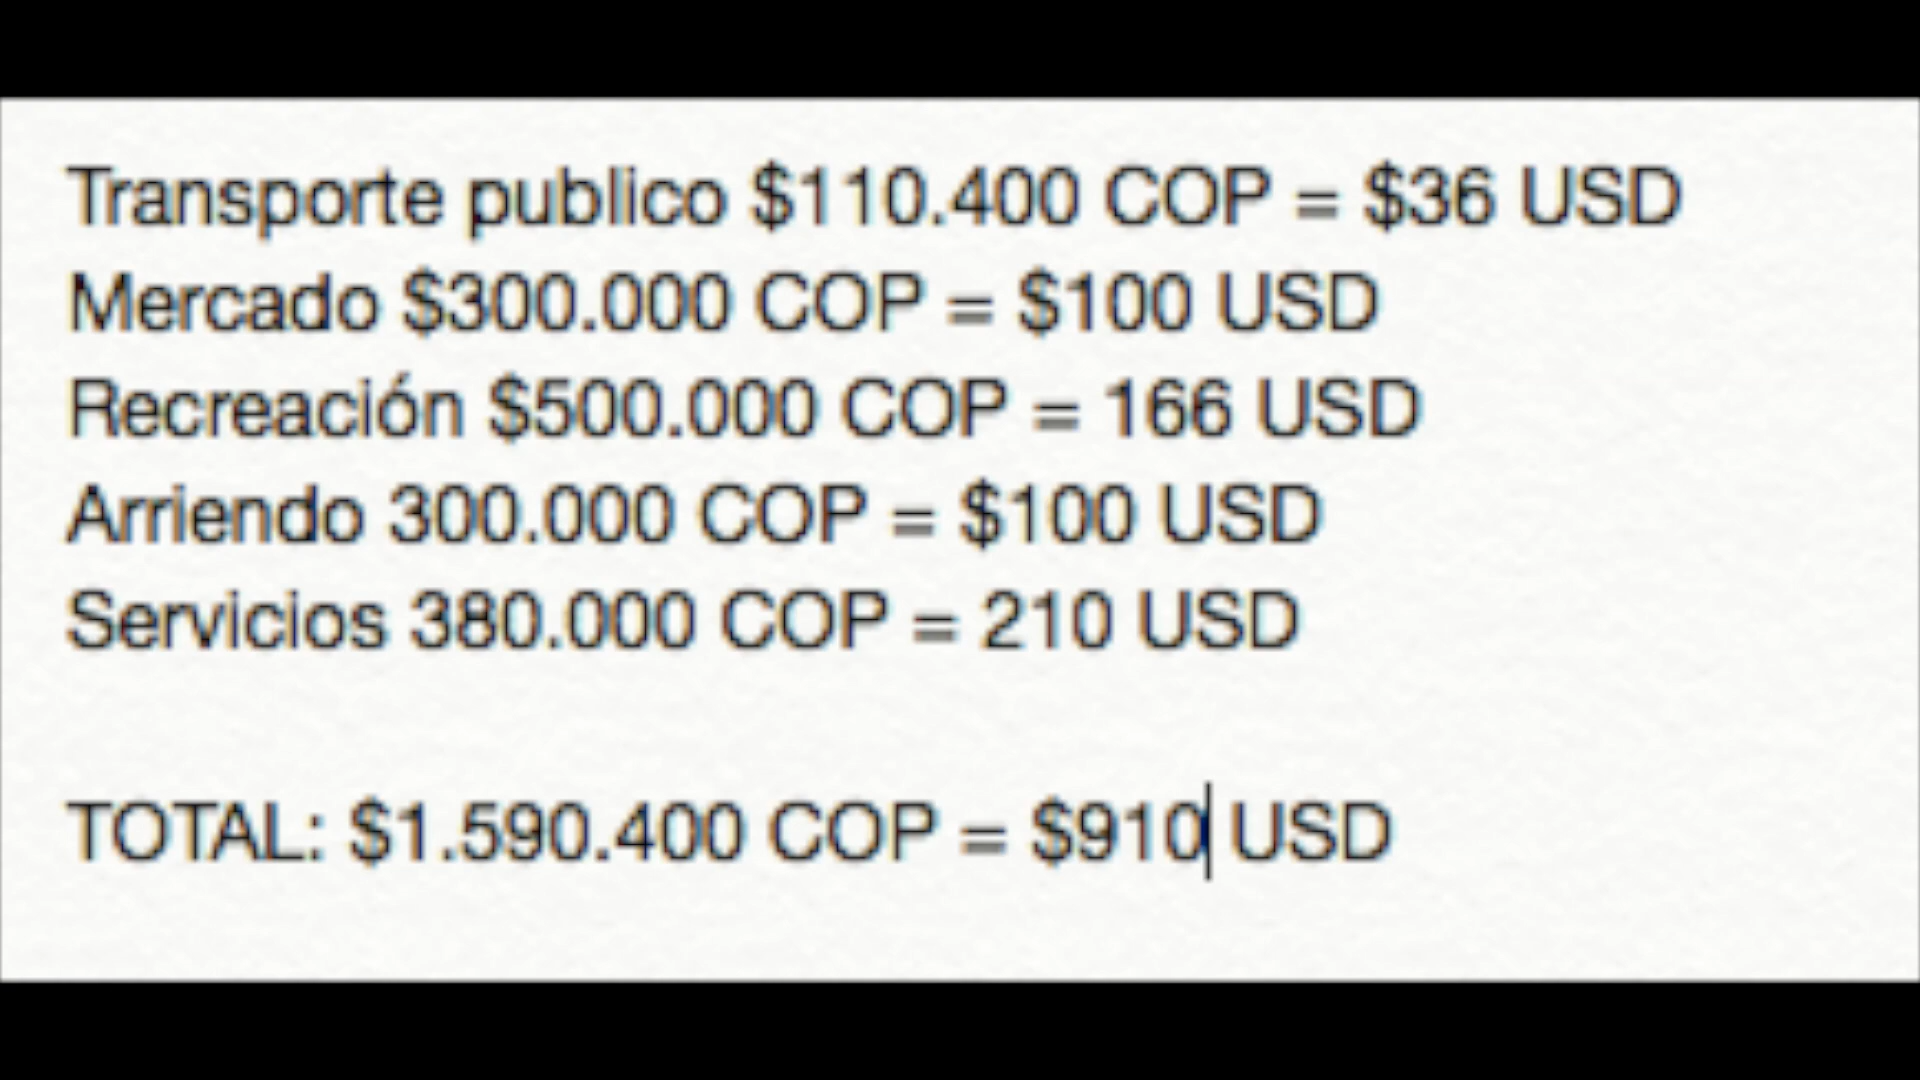 Transporte publico $110.400 COP = $36 USD
Mercado $300.000 COP = $100 USD
Recreación $500.000 COP = 166 USD
Arriendo 300.000 COP = $100 USD
Servicios 380.000 COP = 210 USD
TOTAL: $1.590.400 COP = $910 USD